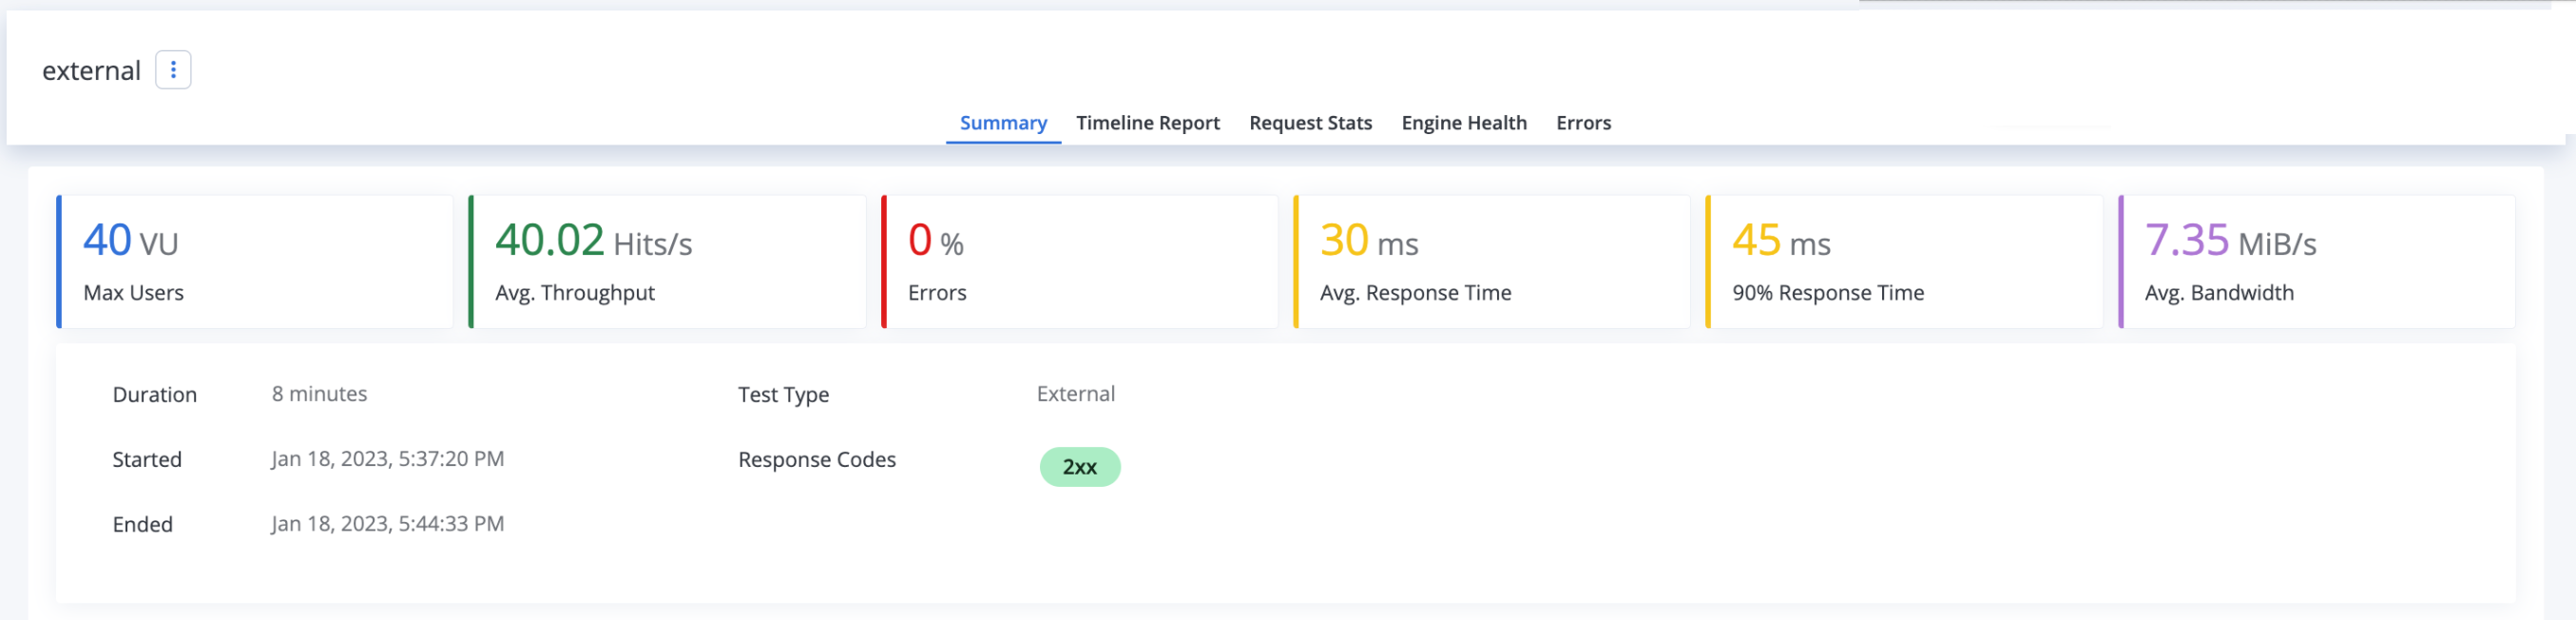 external
Summary Timeline Report Request Stats Engine Health Errors
40 VU
Max Users
40.02 Hits/s
Avg. Throughput
0 %
Errors
30 ms
Avg. Response Time
45 ms
90% Response Time
7.35 MiB/s
Avg. Bandwidth
Duration 8 minutes
Started Jan 18, 2023, 5:37:20 PM
Ended Jan 18, 2023, 5:44:33 PM
Test Type External
Response Codes 2xx